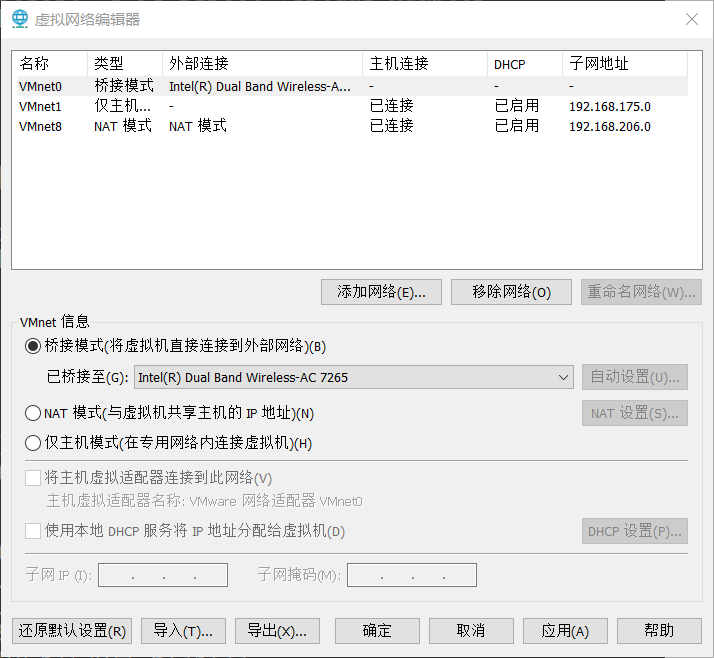 虚拟网络编辑器
名称 类型 外部连接 主机连接 DHCP 子网地址
VMnet0 桥接模式 Intel(R) Dual Band Wireless-A... - - -
VMnet1 仅主机... - 已连接 已启用 192.168.175.0
VMnet8 NAT 模式 NAT 模式 已连接 已启用 192.168.206.0
添加网络(E)... 移除网络(O) 重命名网络(W)...
VMnet 信息
桥接模式(将虚拟机直接连接到外部网络)(B)
已桥接至(G): Intel(R) Dual Band Wireless-AC 7265 自动设置(U)...
NAT 模式(与虚拟机共享主机的 IP 地址)(N) NAT 设置(S)...
仅主机模式(在专用网络内连接虚拟机)(H)
将主机虚拟适配器连接到此网络(V)
主机虚拟适配器名称: VMware 网络适配器 VMnet0
使用本地 DHCP 服务将 IP 地址分配给虚拟机(D) DHCP 设置(P)...
子网 IP (I): . . . 子网掩码(M): . . .
还原默认设置(R) 导入(T)... 导出(X)... 确定 取消 应用(A) 帮助